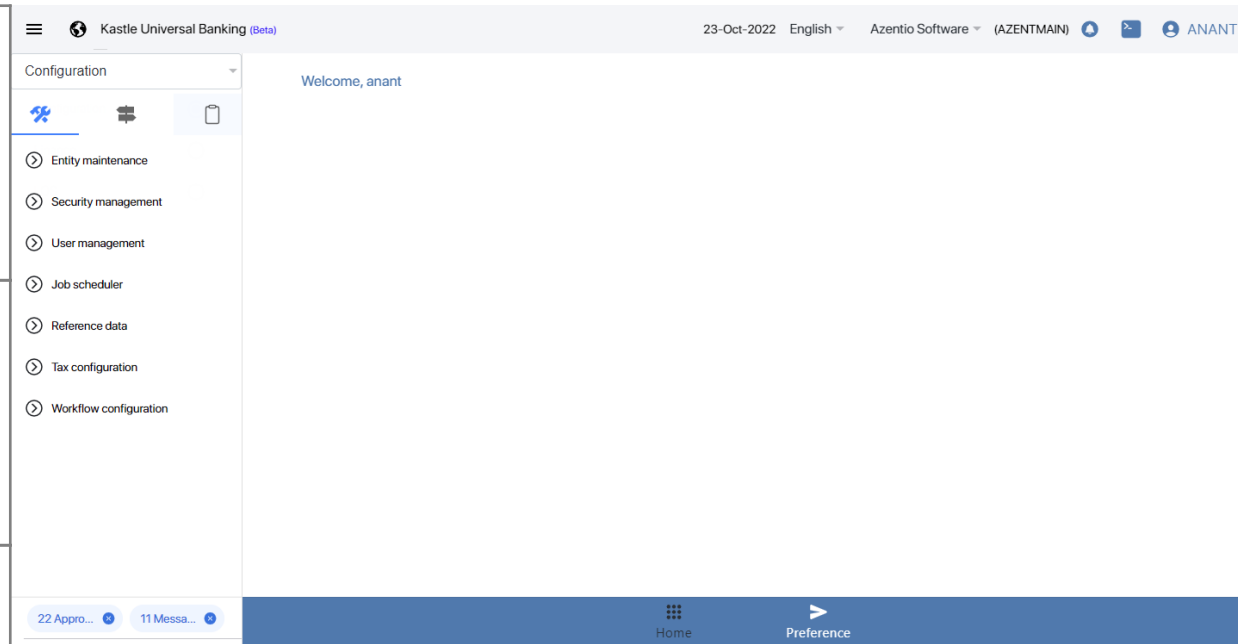 Kastle Universal Banking (Beta)
23-Oct-2022 English Azentio Software (AZENTMAIN) ANANT
Configuration
Welcome, anant
Entity maintenance
Security management
User management
Job scheduler
Reference data
Tax configuration
Workflow configuration
22 Appro... 11 Messa...
Home
Preference